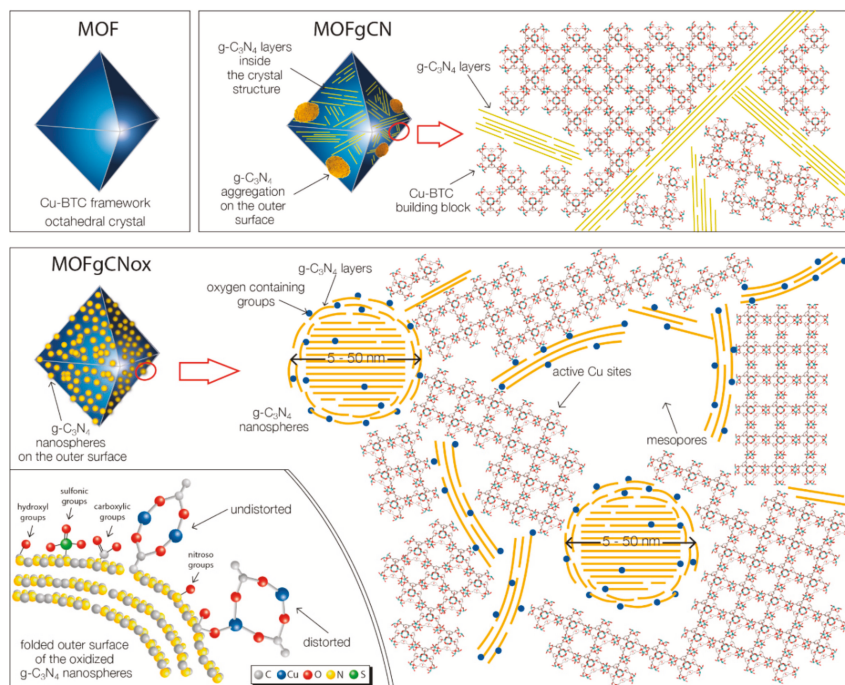 MOF
Cu-BTC framework
octahedral crystal
MOFgCN
g-C₃N₄ layers
inside
the crystal
structure
g-C₃N₄
aggregation
on the outer
surface
g-C₃N₄ layers
Cu-BTC
building block
MOFgCNox
g-C₃N₄
nanospheres
on the outer surface
g-C₃N₄ layers
oxygen containing
groups
5 - 50 nm
g-C₃N₄
nanospheres
active Cu sites
mesopores
5 - 50 nm
hydroxyl
groups
sulfonic
groups
carboxylic
groups
undistorted
nitroso
groups
distorted
folded outer surface
of the oxidized
g-C₃N₄ nanospheres
C Cu O N S